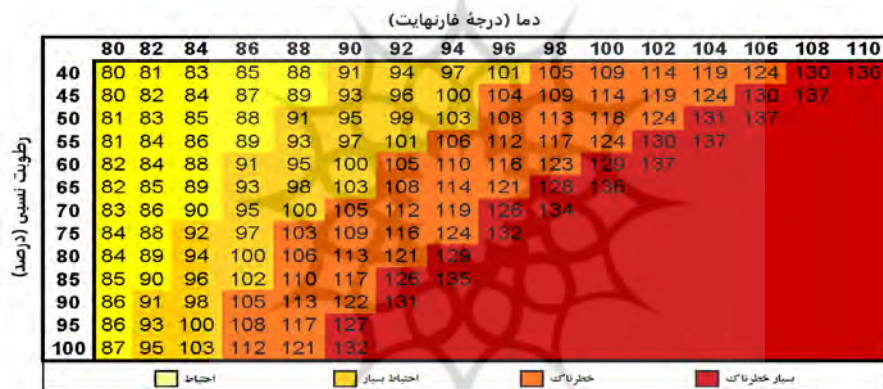 دما (درجۀ فارنهایت)
80 82 84 86 88 90 92 94 96 98 100 102 104 106 108 110
رطوبت نسبی (درصد)
40 80 81 83 85 88 91 94 97 101 105 109 114 119 124 130 136
45 80 82 84 87 89 93 96 100 104 109 114 119 124 130 137
50 81 83 85 88 91 95 99 103 108 113 118 124 131 137
55 81 84 86 89 93 97 101 106 112 117 124 130 137
60 82 84 88 91 95 100 105 110 116 123 129 137
65 82 85 89 93 98 103 108 114 121 128 136
70 83 86 90 95 100 105 112 119 126 134
75 84 88 92 97 103 109 116 124 132
80 84 89 94 100 106 113 121 129
85 85 90 96 102 110 117 126 135
90 86 91 98 105 113 122 131
95 86 93 100 108 117 127
100 87 95 103 112 121 132
احتیاط احتیاط بسیار خطرناک بسیار خطرناک